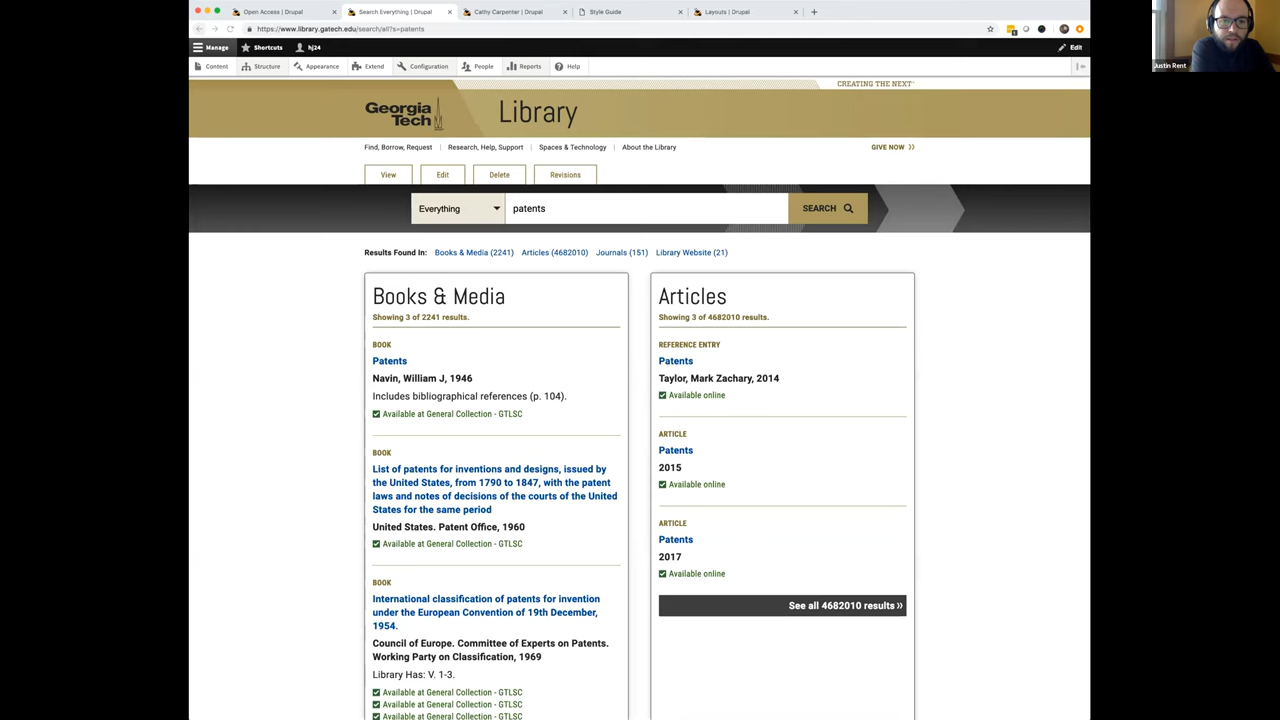 Open Access | Drupal
Search Everything | Drupal
Cathy Carpenter | Drupal
Style Guide
Layouts | Drupal
https://www.library.gatech.edu/search/all?s=patents
Manage
Shortcuts
hj24
Edit
Content
Structure
Appearance
Extend
Configuration
People
Reports
Help
Justin Rent
CREATING THE NEXT®
Georgia
Tech
Library
Find, Borrow, Request
Research, Help, Support
Spaces & Technology
About the Library
GIVE NOW
View
Edit
Delete
Revisions
Everything
patents
SEARCH
Results Found In: Books & Media (2241) Articles (4682010) Journals (151) Library Website (21)
Books & Media
Showing 3 of 2241 results.
BOOK
Patents
Navin, William J, 1946
Includes bibliographical references (p. 104).
Available at General Collection - GTLSC
BOOK
List of patents for inventions and designs, issued by
the United States, from 1790 to 1847, with the patent
laws and notes of decisions of the courts of the United
States for the same period
United States. Patent Office, 1960
Available at General Collection - GTLSC
BOOK
International classification of patents for invention
under the European Convention of 19th December,
1954.
Council of Europe. Committee of Experts on Patents.
Working Party on Classification, 1969
Library Has: V. 1-3.
Available at General Collection - GTLSC
Available at General Collection - GTLSC
Available at General Collection - GTLSC
Articles
Showing 3 of 4682010 results.
REFERENCE ENTRY
Patents
Taylor, Mark Zachary, 2014
Available online
ARTICLE
Patents
2015
Available online
ARTICLE
Patents
2017
Available online
See all 4682010 results »